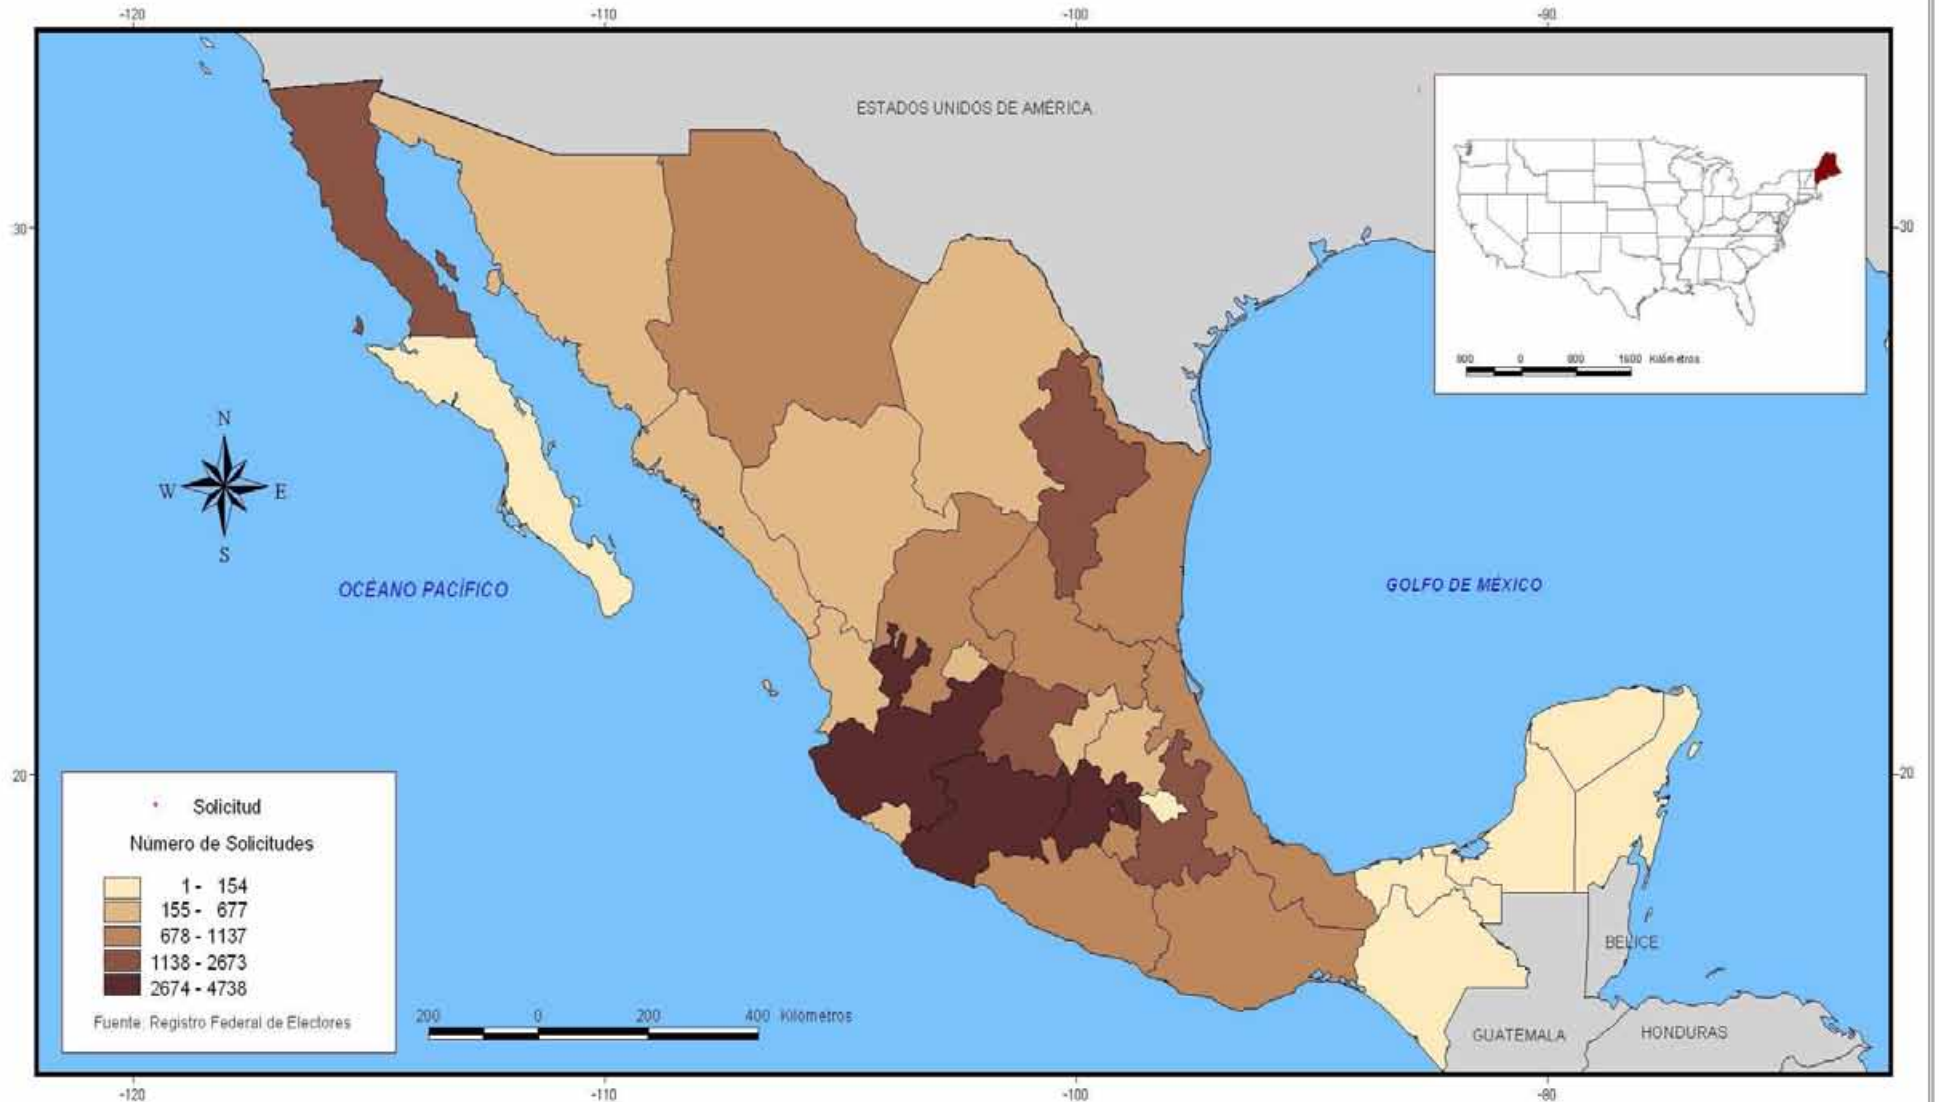 -120 -110 -100 -90
ESTADOS UNIDOS DE AMÉRICA
30 -30
800 0 800 1600 Kilómetros
N
W E
S
OCÉANO PACÍFICO
GOLFO DE MÉXICO
20 -20
Solicitud
Número de Solicitudes
1 - 154
155 - 677
678 - 1137
1138 - 2673
2674 - 4738
Fuente: Registro Federal de Electores
200 0 200 400 Kilómetros
BELICE
GUATEMALA
HONDURAS
-120 -110 -100 -90